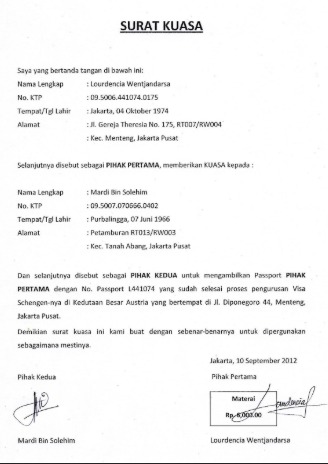 SURAT KUASA
Saya yang bertanda tangan di bawah ini:
Nama Lengkap : Lourdencia Wentjandarsa
No. KTP : 09.5006.441074.0175
Tempat/Tgl Lahir : Jakarta, 04 Oktober 1974
Alamat : Jl. Gereja Theresia No. 175, RT007/RW004
: Kec. Menteng, Jakarta Pusat
Selanjutnya disebut sebagai PIHAK PERTAMA, memberikan KUASA kepada :
Nama Lengkap : Mardi Bin Solehim
No. KTP : 09.5007.070666.0402
Tempat/Tgl Lahir : Purbalingga, 07 Juni 1966
Alamat : Petamburan RT013/RW003
: Kec. Tanah Abang, Jakarta Pusat
Dan selanjutnya disebut sebagai PIHAK KEDUA untuk mengambilkan Passport PIHAK
PERTAMA dengan No. Passport L441074 yang sudah selesai proses pengurusan Visa
Schengen-nya di Kedutaan Besar Austria yang bertempat di Jl. Diponegoro 44, Menteng,
Jakarta Pusat.
Demikian surat kuasa ini kami buat dengan sebenar-benarnya untuk dipergunakan
sebagaimana mestinya.
Jakarta, 10 September 2012
Pihak Kedua Pihak Pertama
Materai
Rp. 6,000.00
Mardi Bin Solehim Lourdencia Wentjandarsa